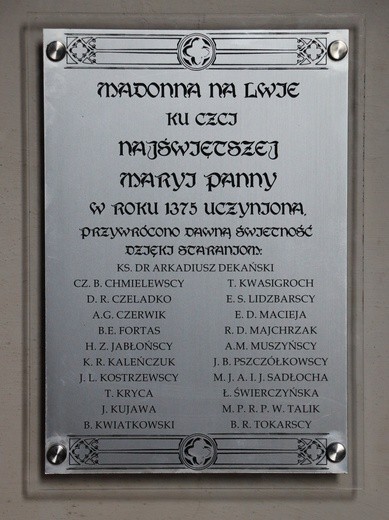 MADONNA NA LWIE
KU CZCI
NAJŚWIĘTSZEJ
MARYI PANNY
W ROKU 1375 UCZYNIONA,
PRZYWRÓCONO DAWNĄ ŚWIETNOŚĆ
DZIĘKI STARANIOM:
KS. DR ARKADIUSZ DEKAŃSKI
CZ. B. CHMIELEWSCY
D. R. CZELADKO
A.G. CZERWIK
B.E. FORTAS
H. Z. JABŁOŃSCY
K. R. KALEŃCZUK
J. L. KOSTRZEWSCY
T. KRYCA
J. KUJAWA
B. KWIATKOWSKI
T. KWASIGROCH
E. S. LIDZBARSCY
E. D. MACIEJA
R. D. MAJCHRZAK
A.M. MUSZYŃSCY
J. B. PSZCZÓŁKOWSCY
M. J. A. I. J. SADŁOCHA
Ł. ŚWIERCZYŃSKA
M. P. R. P. W. TALIK
B. R. TOKARSCY